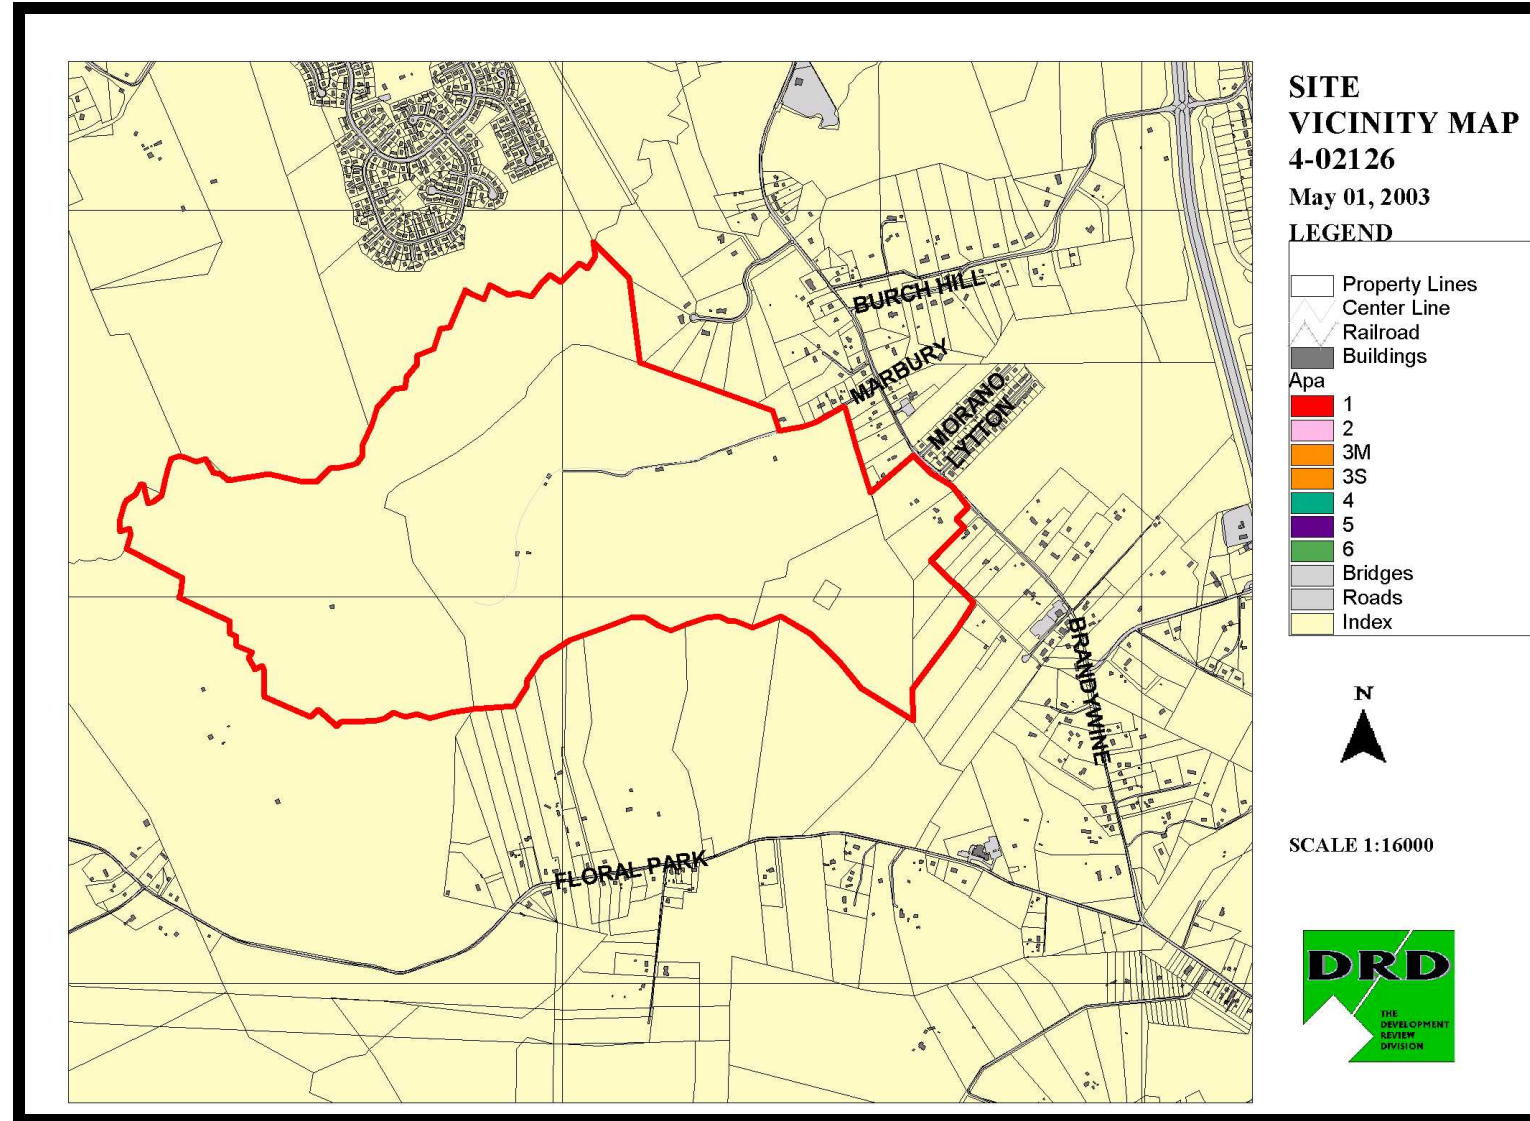 SITE
VICINITY MAP
4-02126
May 01, 2003
LEGEND
Property Lines
Center Line
Railroad
Buildings
Apa
1
2
3M
3S
4
5
6
Bridges
Roads
Index
BURCH HILL
MARBURY
MORANO
LYTTON
BRANDYWINE
FLORAL PARK
N
SCALE 1:16000
DRD
THE
DEVELOPMENT
REVIEW
DIVISION